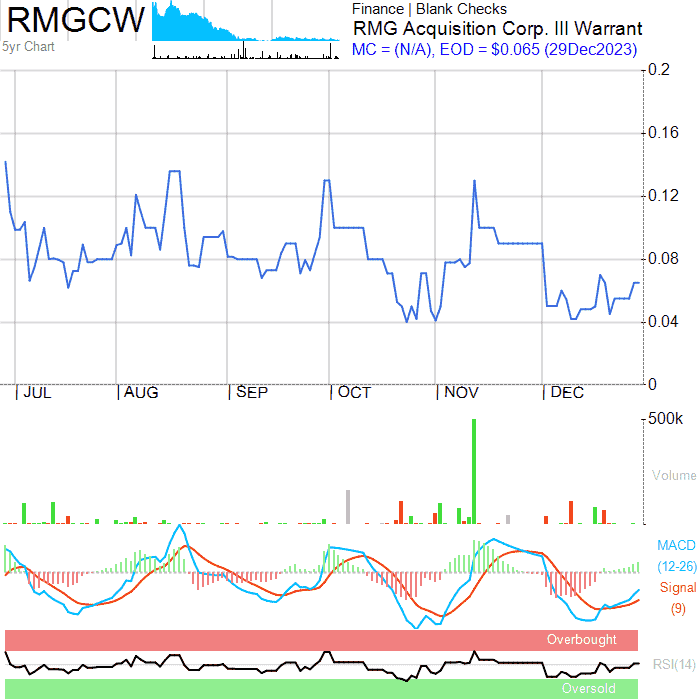 RMGCW
5yr Chart
Finance | Blank Checks
RMG Acquisition Corp. III Warrant
MC = (N/A), EOD = $0.065 (29Dec2023)
0.2
0.16
0.12
0.08
0.04
0
JUL
AUG
SEP
OCT
NOV
DEC
500k
Volume
MACD
(12-26)
Signal
(9)
Overbought
RSI(14)
Oversold